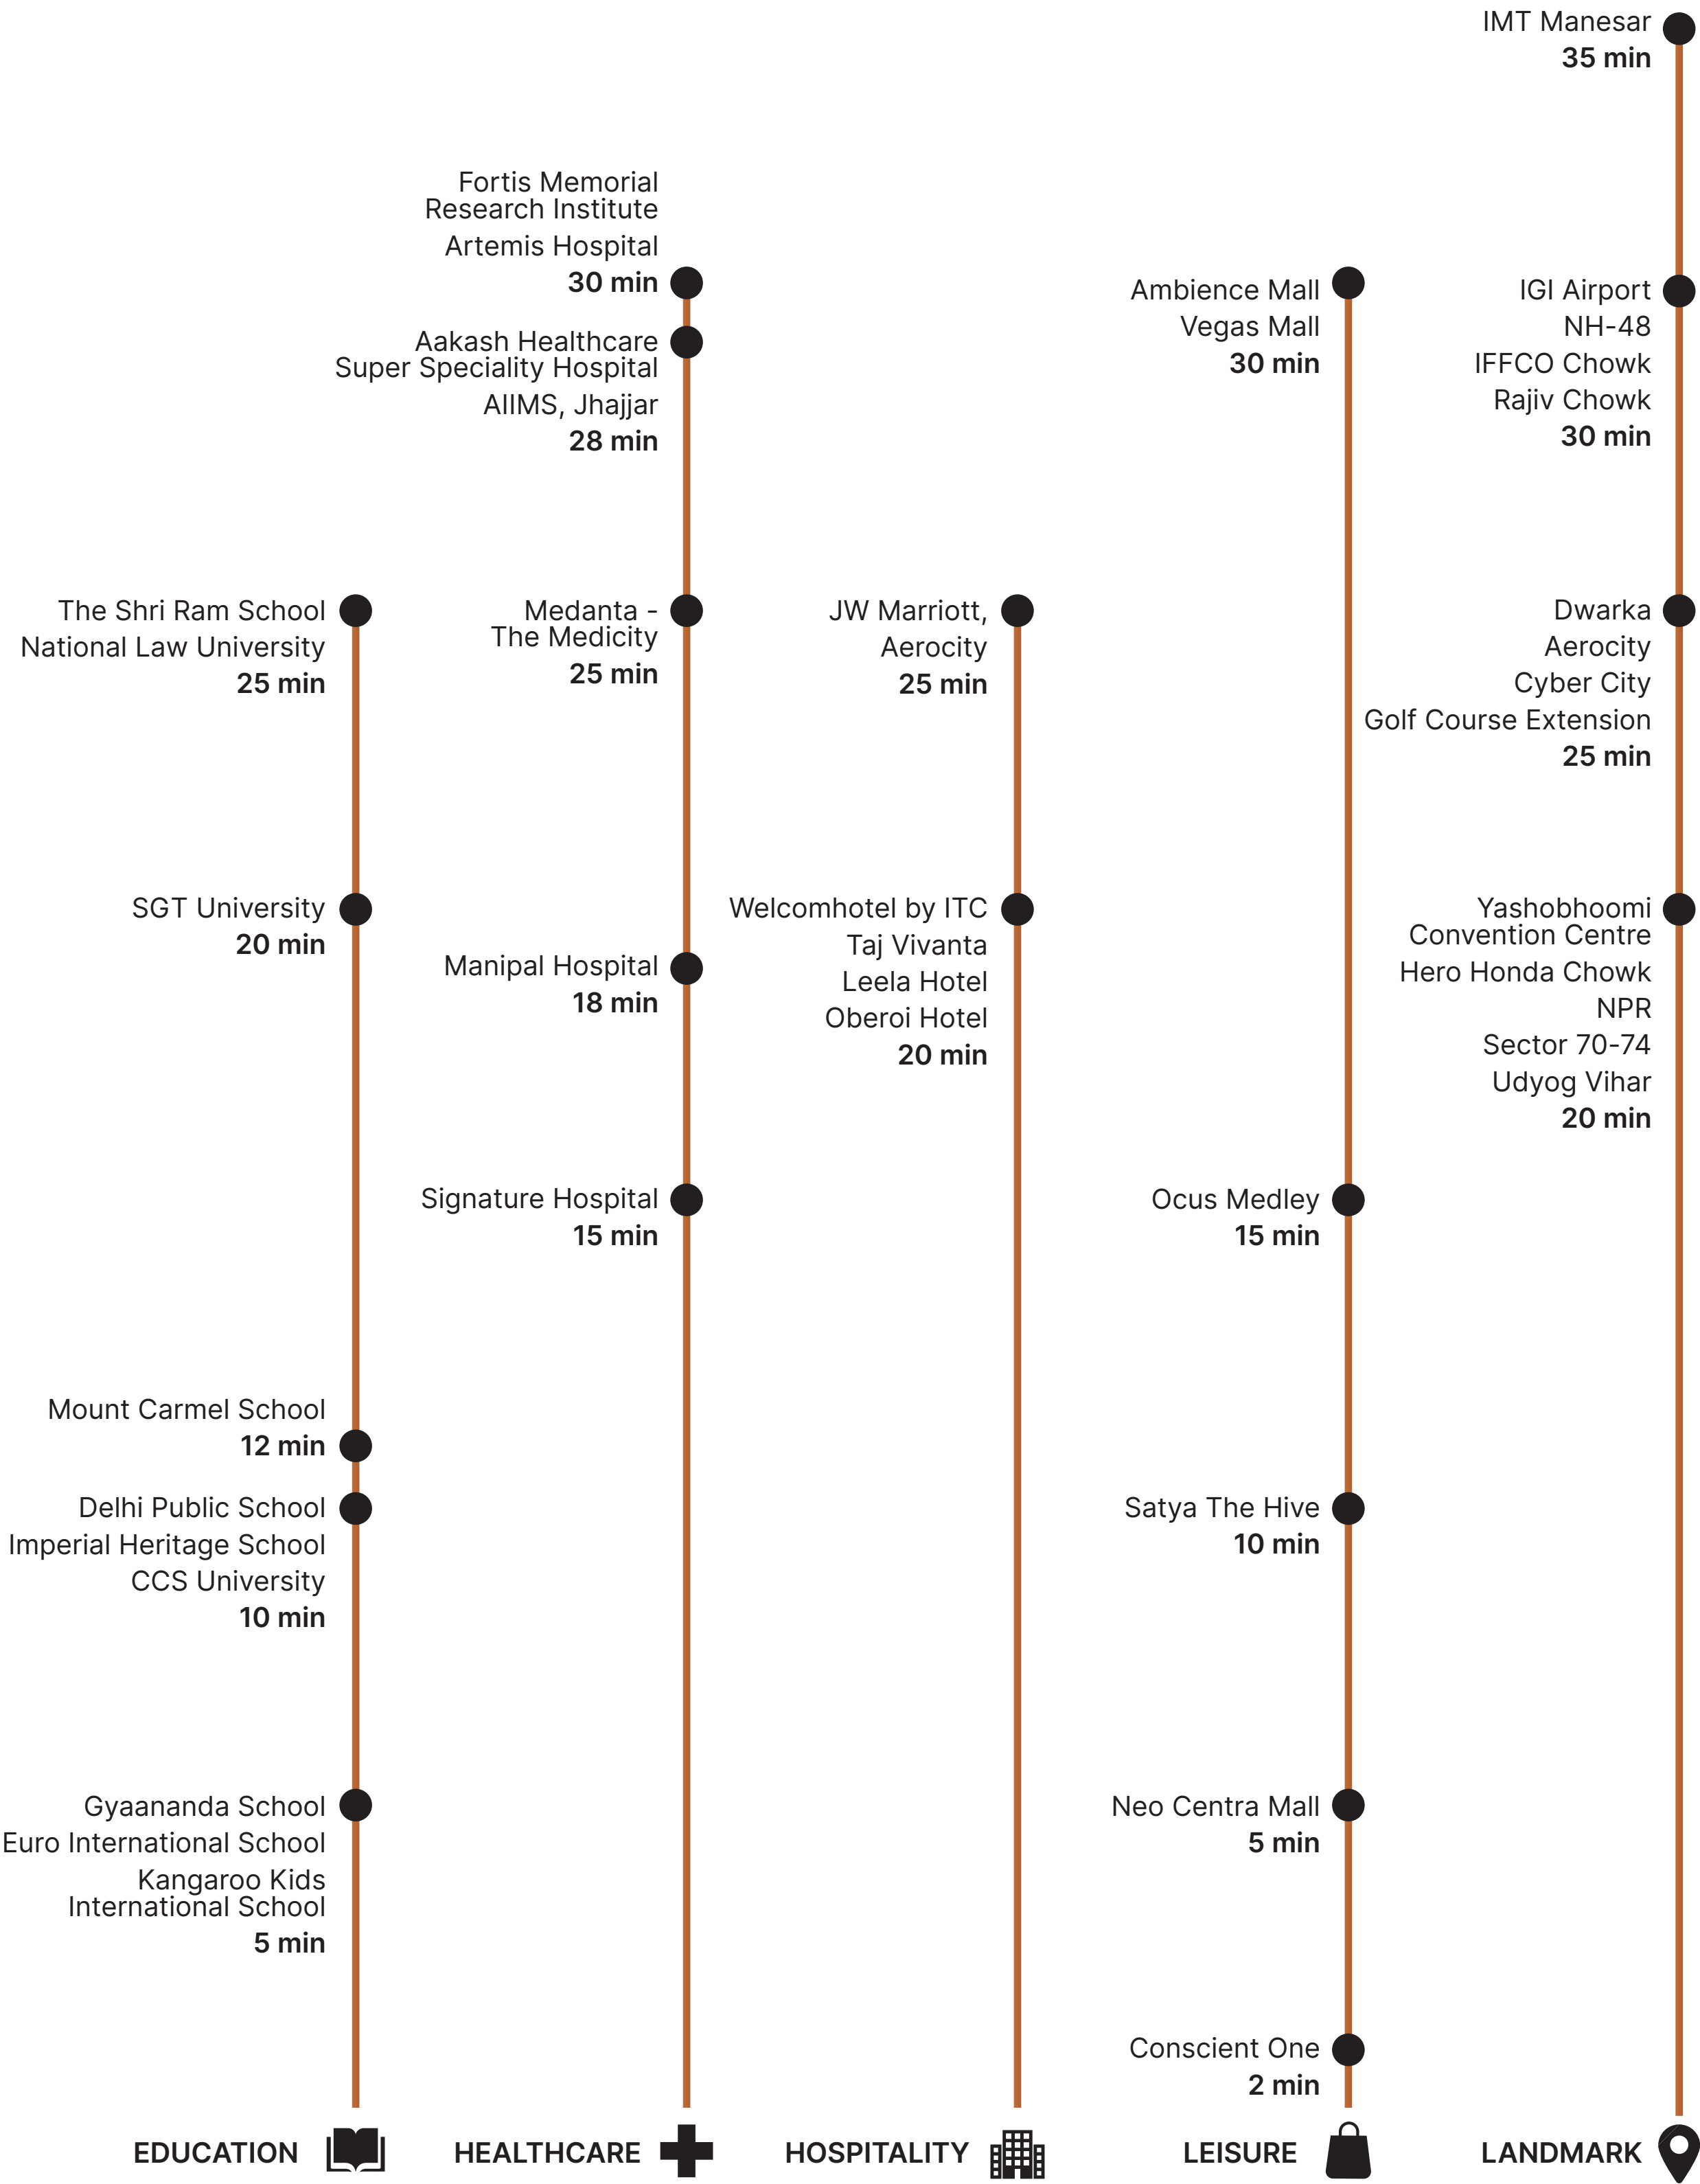 The Shri Ram School
National Law University
25 min
SGT University
20 min
Mount Carmel School
12 min
Delhi Public School
Imperial Heritage School
CCS University
10 min
Gyaananda School
Euro International School
Kangaroo Kids
International School
5 min
EDUCATION
Fortis Memorial
Research Institute
Artemis Hospital
30 min
Aakash Healthcare
Super Speciality Hospital
AIIMS, Jhajjar
28 min
Medanta -
The Medicity
25 min
Manipal Hospital
18 min
Signature Hospital
15 min
HEALTHCARE
JW Marriott,
Aerocity
25 min
Welcomhotel by ITC
Taj Vivanta
Leela Hotel
Oberoi Hotel
20 min
HOSPITALITY
Ambience Mall
Vegas Mall
30 min
Ocus Medley
15 min
Satya The Hive
10 min
Neo Centra Mall
5 min
Conscient One
2 min
LEISURE
IMT Manesar
35 min
IGI Airport
NH-48
IFFCO Chowk
Rajiv Chowk
30 min
Dwarka
Aerocity
Cyber City
Golf Course Extension
25 min
Yashobhoomi
Convention Centre
Hero Honda Chowk
NPR
Sector 70-74
Udyog Vihar
20 min
LANDMARK